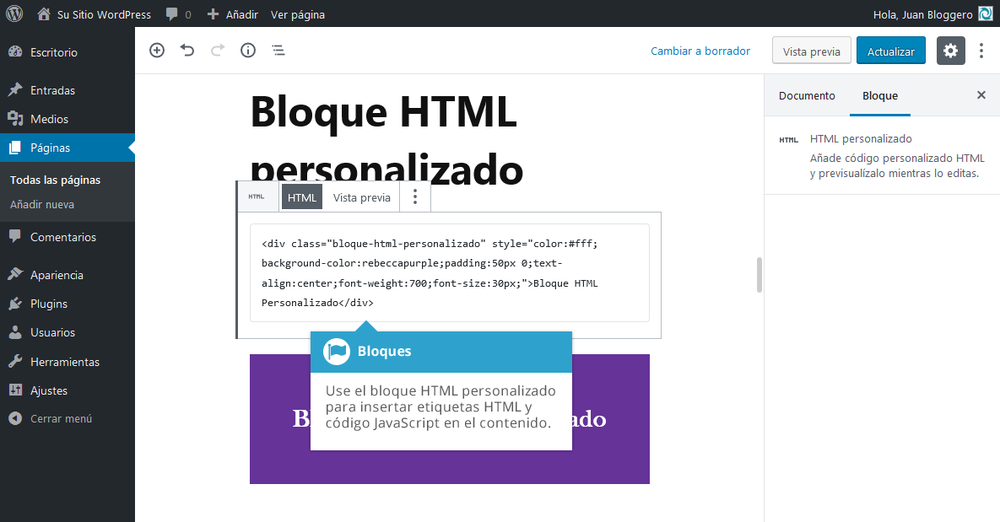 Su Sitio WordPress 0 Añadir Ver página Hola, Juan Bloggero
Escritorio
Entradas
Medios
Páginas
Todas las páginas
Añadir nueva
Comentarios
Apariencia
Plugins
Usuarios
Herramientas
Ajustes
Cerrar menú
Cambiar a borrador Vista previa Actualizar
Bloque HTML
personalizado
HTML HTML Vista previa
<div class="bloque-html-personalizado" style="color:#fff;
background-color:rebeccapurple;padding:50px 0;text-
align:center;font-weight:700;font-size:30px;">Bloque HTML
Personalizado</div>
Bloques
Use el bloque HTML personalizado
para insertar etiquetas HTML y
código JavaScript en el contenido.
Documento Bloque
HTML HTML personalizado
Añade código personalizado HTML
y previsualízalo mientras lo editas.